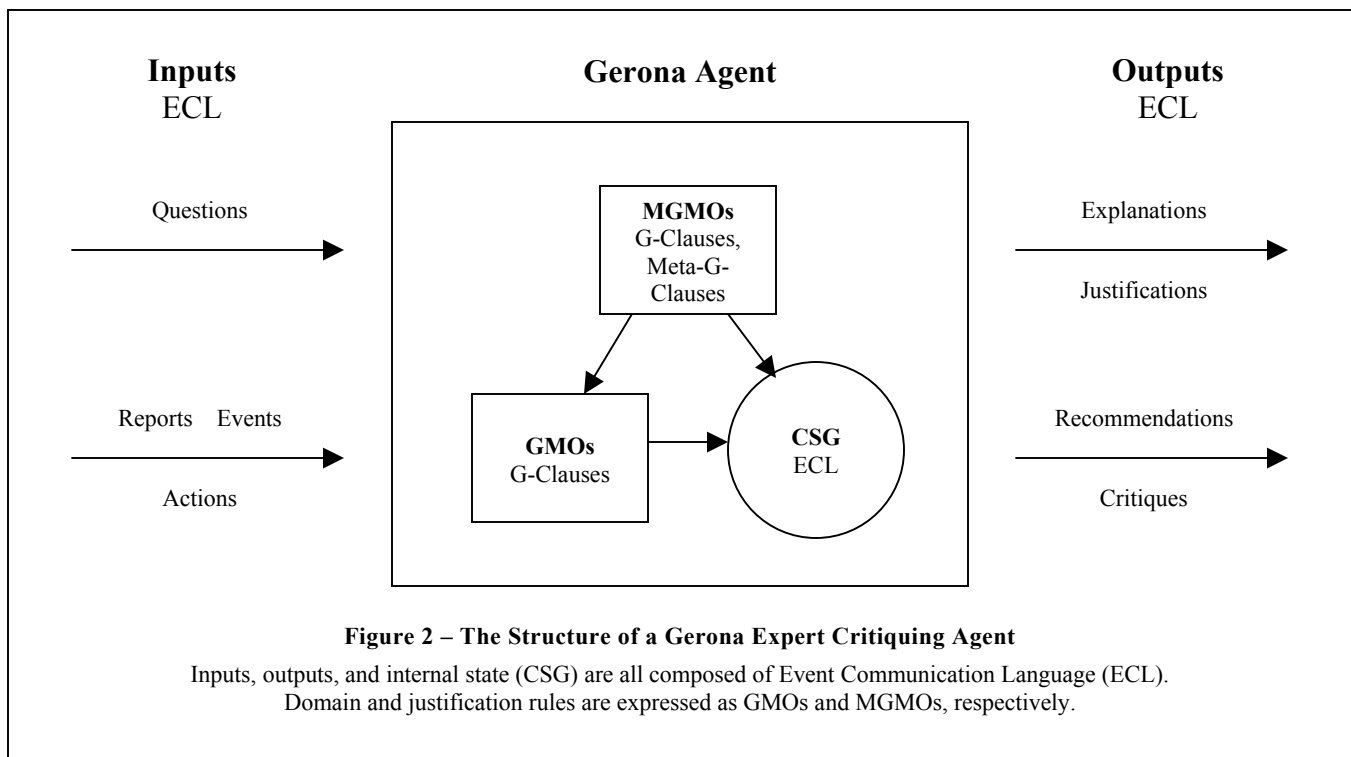 Inputs
ECL
Gerona Agent
Outputs
ECL
Questions
Reports Events
Actions
MGMOs
G-Clauses,
Meta-G-
Clauses
GMOs
G-Clauses
CSG
ECL
Explanations
Justifications
Recommendations
Critiques
Figure 2 – The Structure of a Gerona Expert Critiquing Agent
Inputs, outputs, and internal state (CSG) are all composed of Event Communication Language (ECL).
Domain and justification rules are expressed as GMOs and MGMOs, respectively.